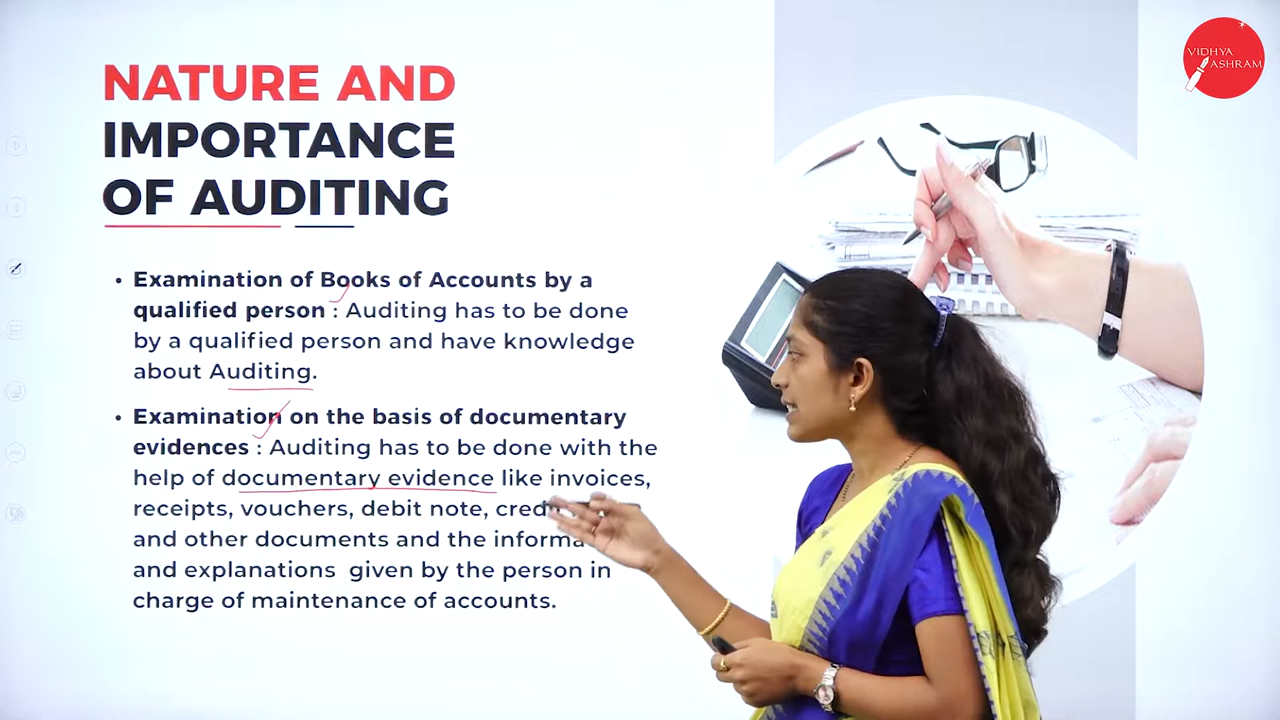 NATURE AND
IMPORTANCE
OF AUDITING
• Examination of Books of Accounts by a
qualified person : Auditing has to be done
by a qualified person and have knowledge
about Auditing.
• Examination on the basis of documentary
evidences : Auditing has to be done with the
help of documentary evidence like invoices,
receipts, vouchers, debit note,
and other documents and the
and explanations given by the person in
charge of maintenance of accounts.
VIDHYA
ASHRAM